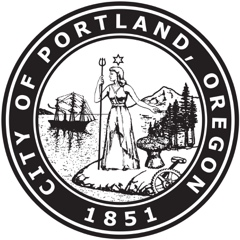 CITY OF PORTLAND, OREGON
1851